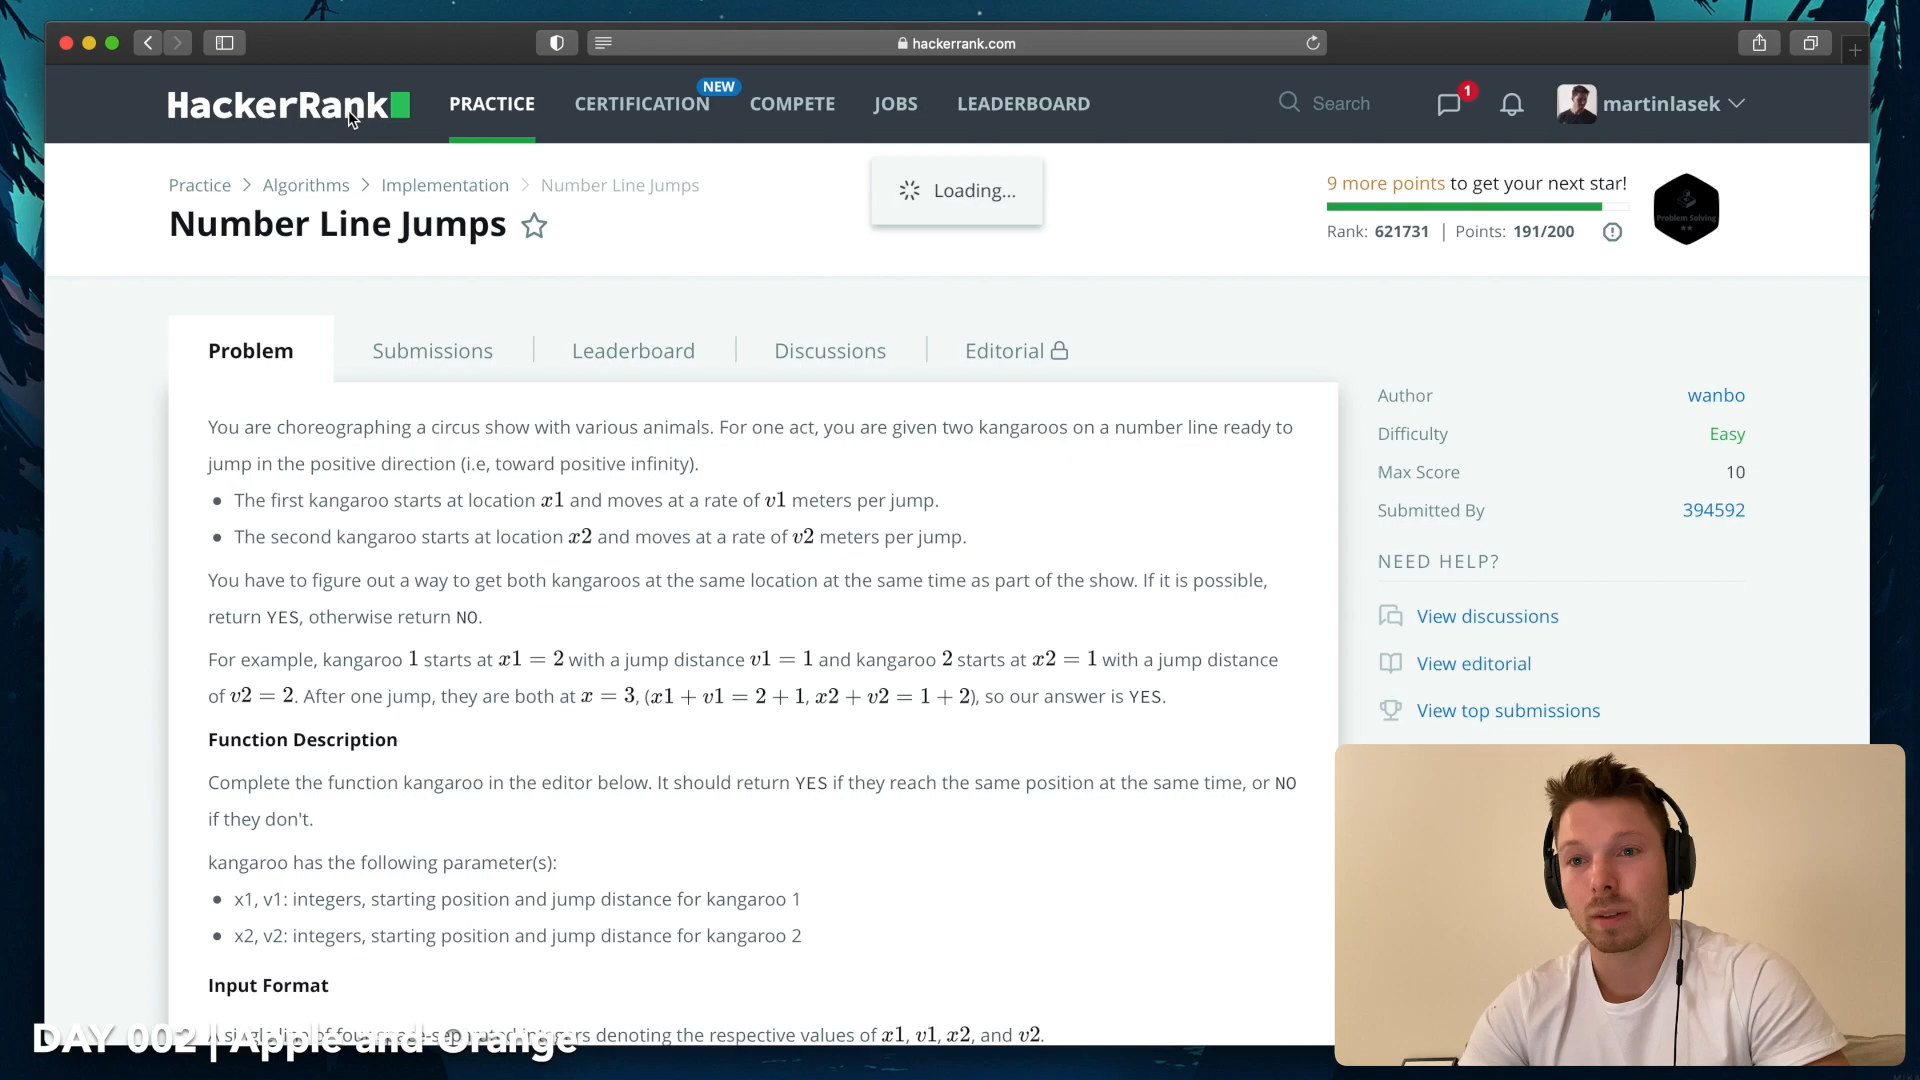 hackerrank.com
HackerRank
PRACTICE
CERTIFICATION
NEW
COMPETE
JOBS
LEADERBOARD
Search
1
martinlasek
Practice > Algorithms > Implementation > Number Line Jumps
Number Line Jumps
Loading...
9 more points to get your next star!
Rank: 621731 | Points: 191/200
Problem Solving
Problem
Submissions
Leaderboard
Discussions
Editorial
You are choreographing a circus show with various animals. For one act, you are given two kangaroos on a number line ready to
jump in the positive direction (i.e, toward positive infinity).
• The first kangaroo starts at location x1 and moves at a rate of v1 meters per jump.
• The second kangaroo starts at location x2 and moves at a rate of v2 meters per jump.
You have to figure out a way to get both kangaroos at the same location at the same time as part of the show. If it is possible,
return YES, otherwise return NO.
For example, kangaroo 1 starts at x1 = 2 with a jump distance v1 = 1 and kangaroo 2 starts at x2 = 1 with a jump distance
of v2 = 2. After one jump, they are both at x = 3, (x1 + v1 = 2 + 1, x2 + v2 = 1 + 2), so our answer is YES.
Function Description
Complete the function kangaroo in the editor below. It should return YES if they reach the same position at the same time, or NO
if they don't.
kangaroo has the following parameter(s):
• x1, v1: integers, starting position and jump distance for kangaroo 1
• x2, v2: integers, starting position and jump distance for kangaroo 2
Input Format
A single line of four space-separated integers denoting the respective values of x1, v1, x2, and v2.
Author wanbo
Difficulty Easy
Max Score 10
Submitted By 394592
NEED HELP?
View discussions
View editorial
View top submissions
DAY 002 | Apple and Orange